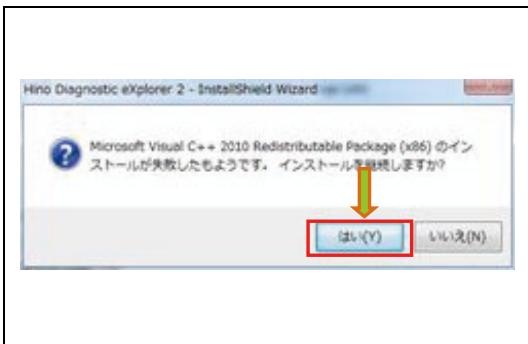 Hino Diagnostic eXplorer 2 - InstallShield Wizard
Microsoft Visual C++ 2010 Redistributable Package (x86) のイン
ストールが失敗したもようです。 インストールを継続しますか?
はい(Y)
いいえ(N)